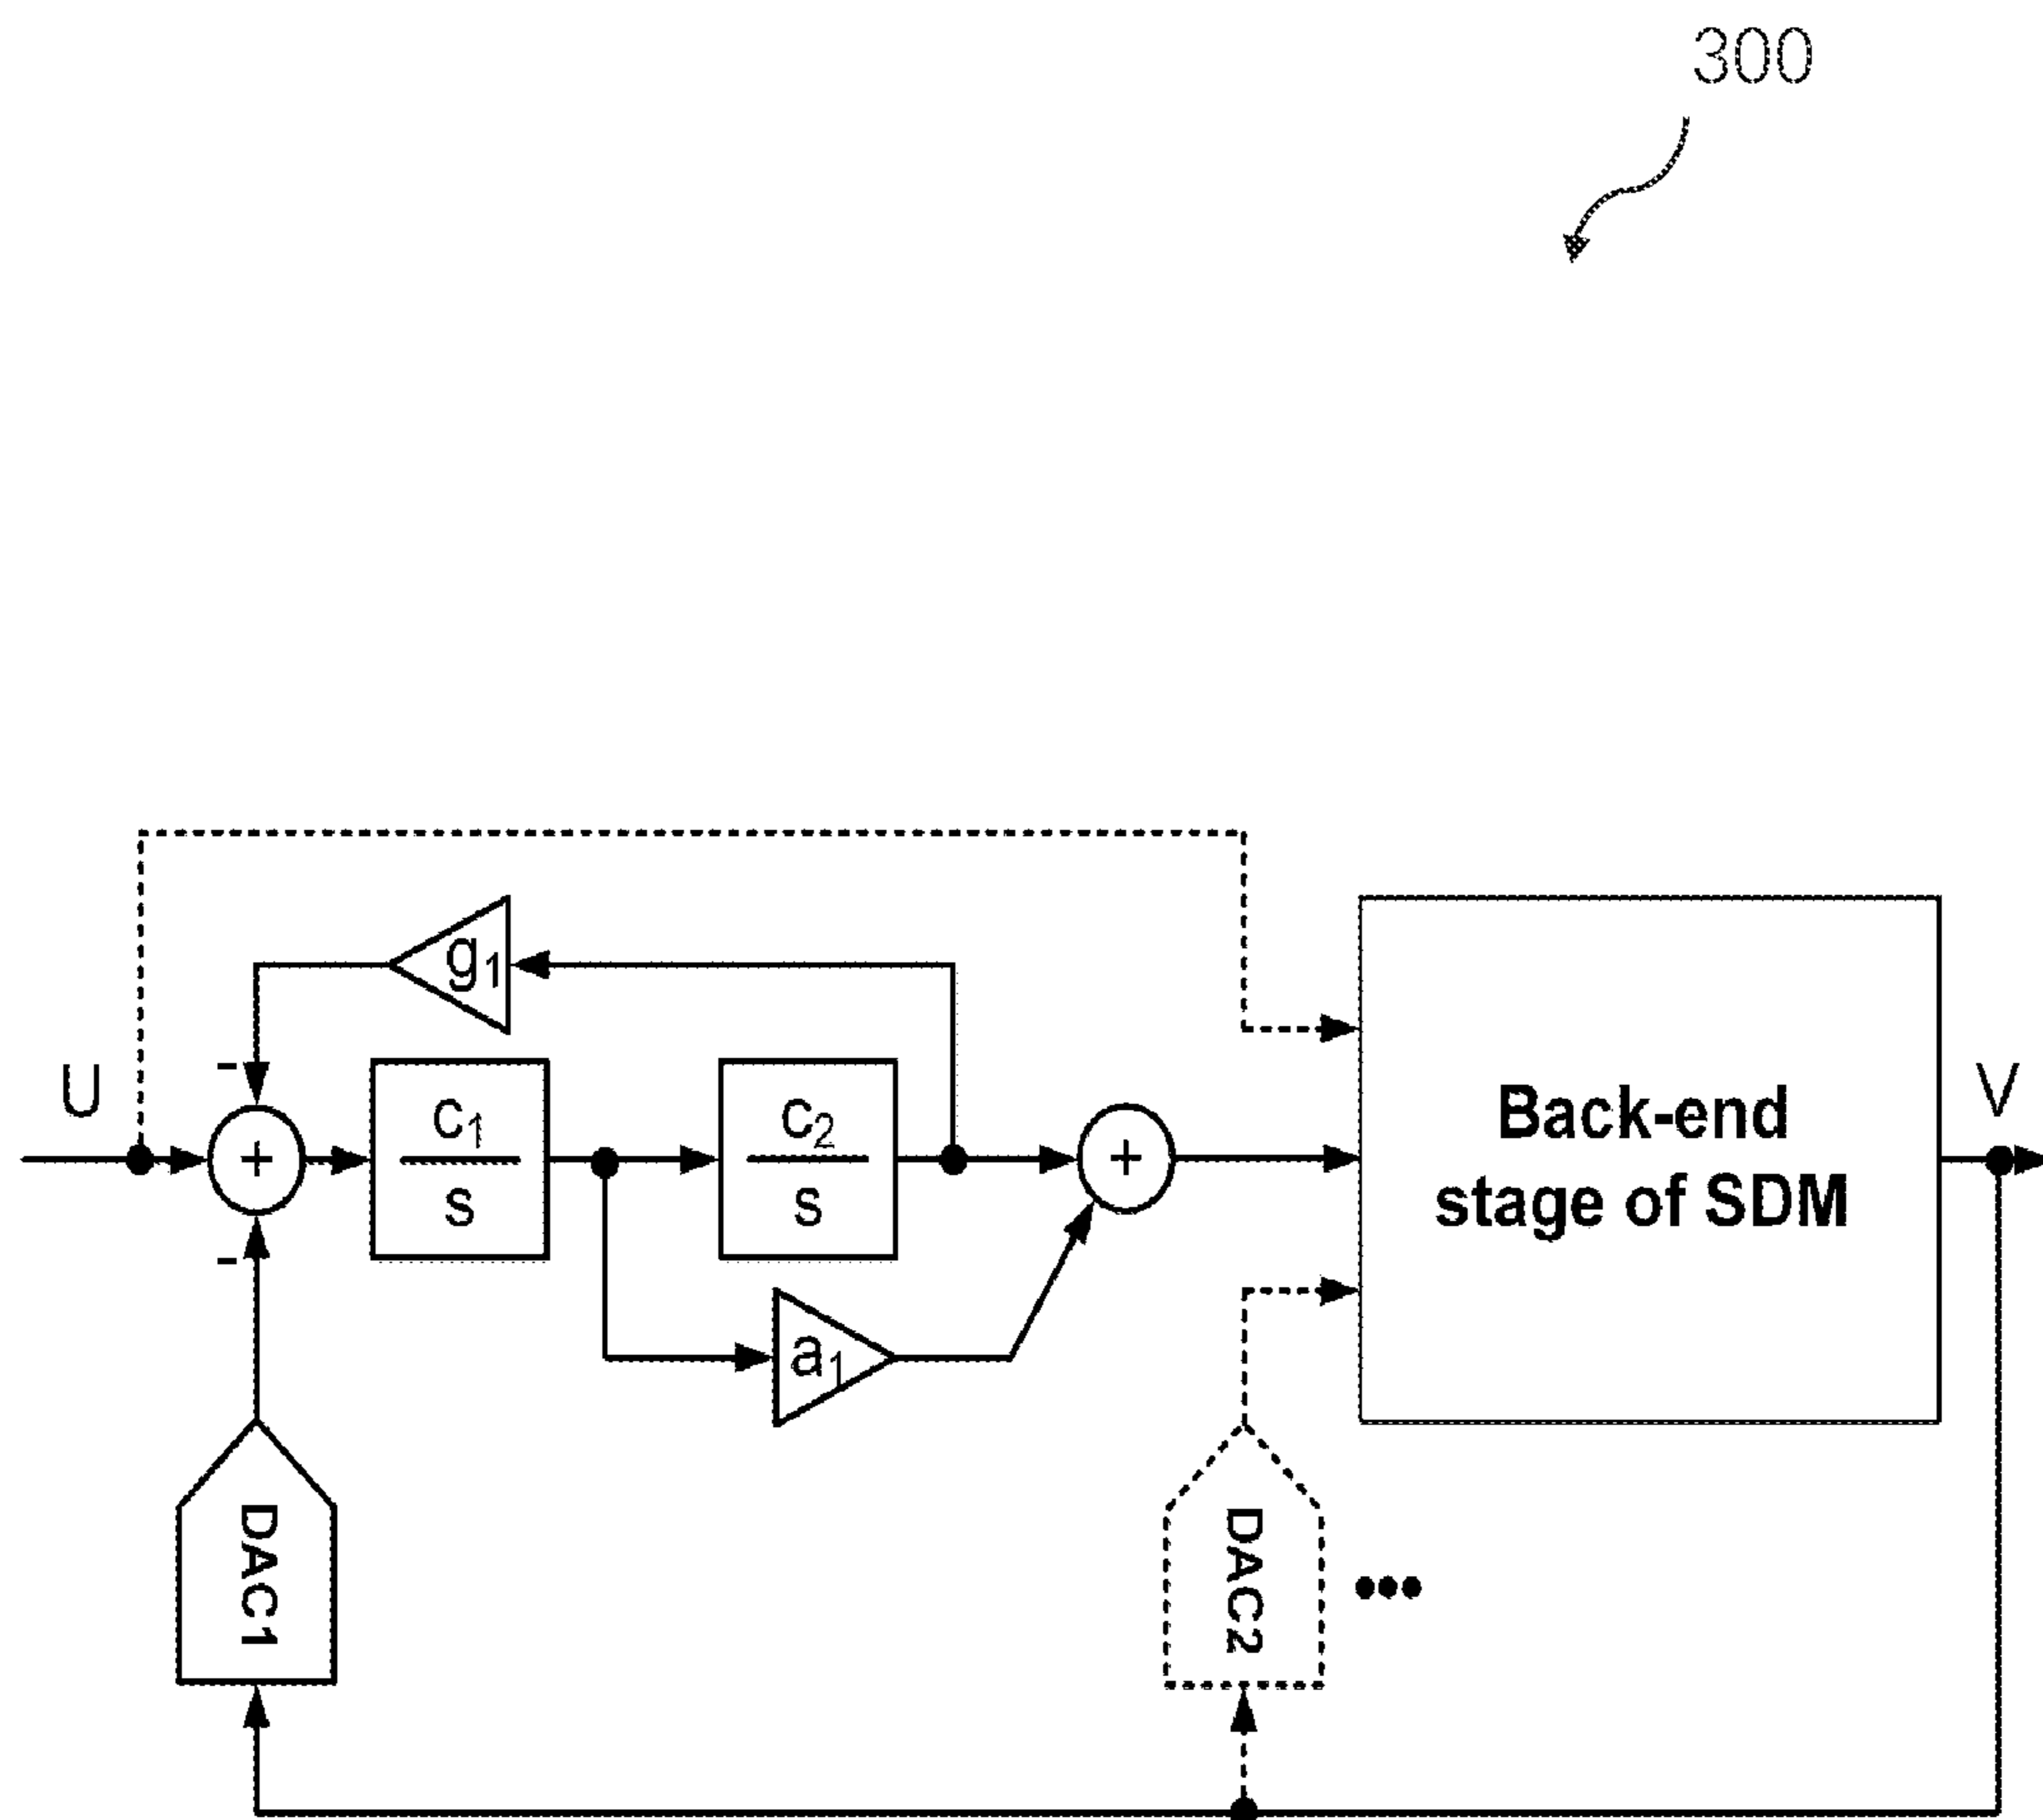 300
g₁
U
-
+
c₁
s
c₂
s
+
Back-end
stage of SDM
V
-
a₁
DAC1
DAC2
•••